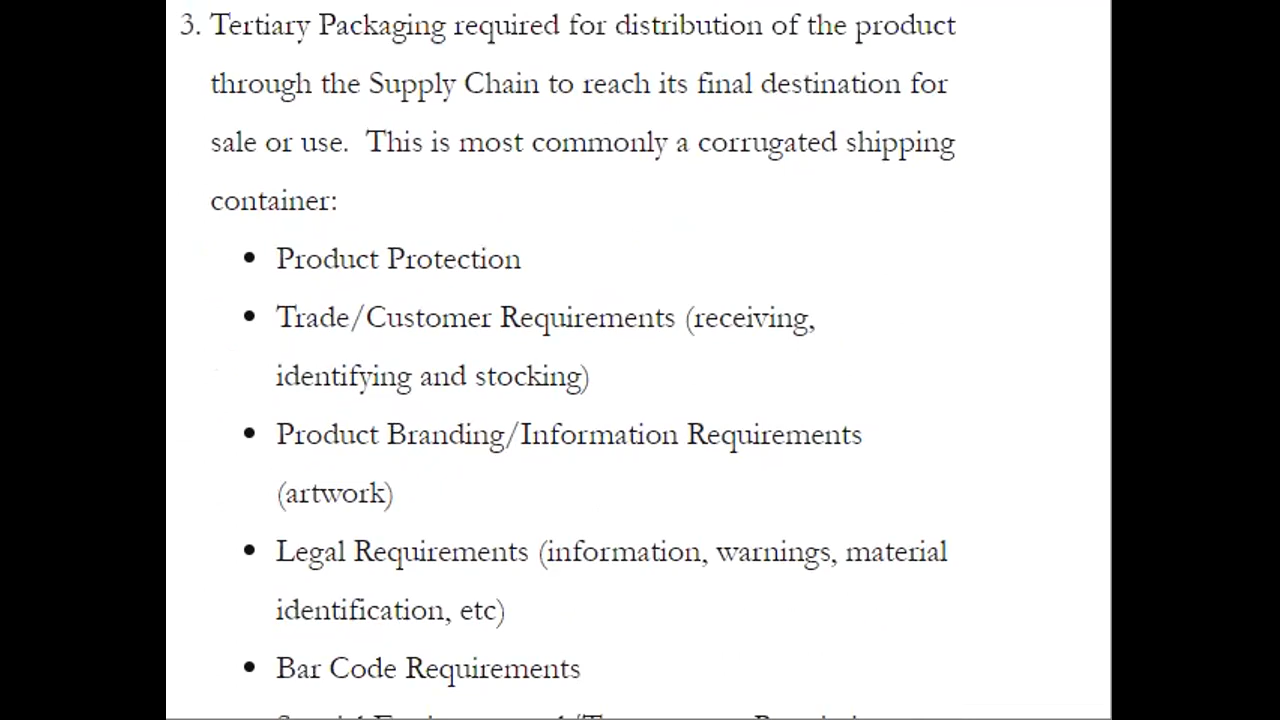 3. Tertiary Packaging required for distribution of the product
through the Supply Chain to reach its final destination for
sale or use.  This is most commonly a corrugated shipping
container:
• Product Protection
• Trade/Customer Requirements (receiving,
identifying and stocking)
• Product Branding/Information Requirements
(artwork)
• Legal Requirements (information, warnings, material
identification, etc)
• Bar Code Requirements